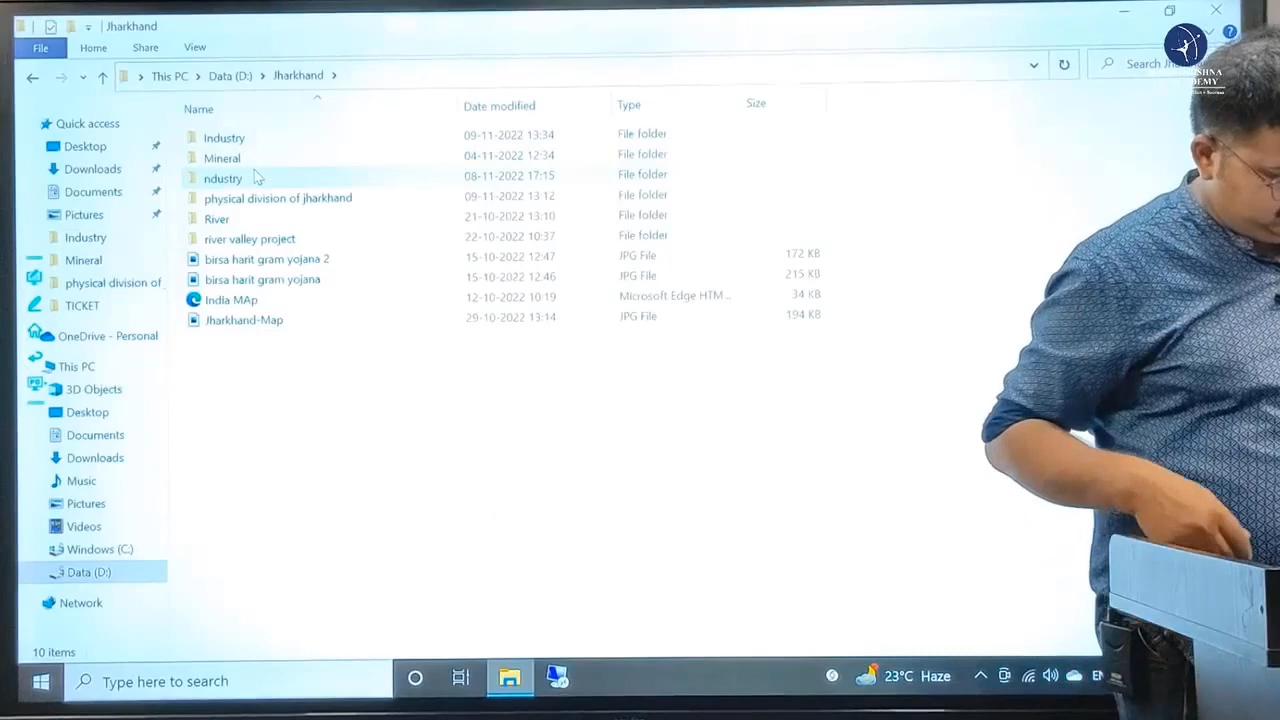 Jharkhand
File Home Share View
This PC Data (D:) Jharkhand
Name Date modified Type Size
Quick access
Desktop
Downloads
Documents
Pictures
Industry
Mineral
physical division of
TICKET
OneDrive - Personal
This PC
3D Objects
Desktop
Documents
Downloads
Music
Pictures
Videos
Windows (C:)
Data (D:)
Network
Industry 09-11-2022 13:34 File folder
Mineral 04-11-2022 12:34 File folder
ndustry 08-11-2022 17:15 File folder
physical division of jharkhand 09-11-2022 13:12 File folder
River 21-10-2022 13:10 File folder
river valley project 22-10-2022 10:37 File folder
birsa harit gram yojana 2 15-10-2022 12:47 JPG File 172 KB
birsa harit gram yojana 15-10-2022 12:46 JPG File 215 KB
India MAp 12-10-2022 10:19 Microsoft Edge HTM... 34 KB
Jharkhand-Map 29-10-2022 13:14 JPG File 194 KB
10 items
Type here to search
23°C Haze
Search